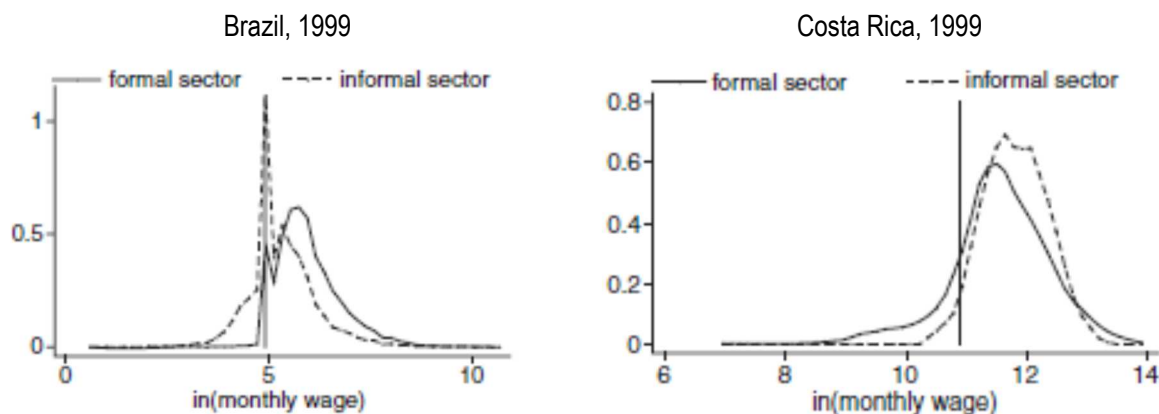 Brazil, 1999
formal sector informal sector
1
0.5
0
0 5 10
in(monthly wage)
Costa Rica, 1999
formal sector informal sector
0.8
0.6
0.4
0.2
0
6 8 10 12 14
in(monthly wage)